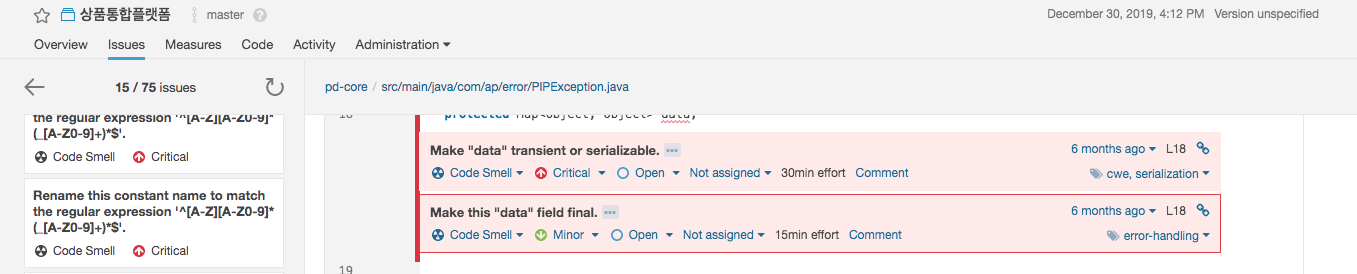 상품통합플랫폼 master ?
December 30, 2019, 4:12 PM Version unspecified
Overview Issues Measures Code Activity Administration
15 / 75 issues
the regular expression '^[A-Z][A-Z0-9]*
(_[A-Z0-9]+)*$'.
Code Smell Critical
Rename this constant name to match
the regular expression '^[A-Z][A-Z0-9]*
(_[A-Z0-9]+)*$'.
Code Smell Critical
pd-core / src/main/java/com/ap/error/PIPException.java
18 protected Map<Object, Object> data;
Make "data" transient or serializable. ••• 6 months ago L18
Code Smell Critical Open Not assigned 30min effort Comment cwe, serialization
Make this "data" field final. ••• 6 months ago L18
Code Smell Minor Open Not assigned 15min effort Comment error-handling
19